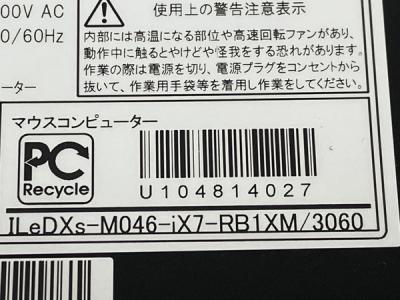 00V AC
0/60Hz
ーター
使用上の警告注意表示
内部には高温になる部位や高速回転ファンがあり、
動作中に触るとやけどや怪我をする恐れがあります。
作業の際は電源を切り、電源プラグをコンセントから
抜いて、作業用手袋等を着用し作業をしてください。
マウスコンピューター
PC
Recycle
U104814027
ILeDXs-M046-iX7-RB1XM/3060